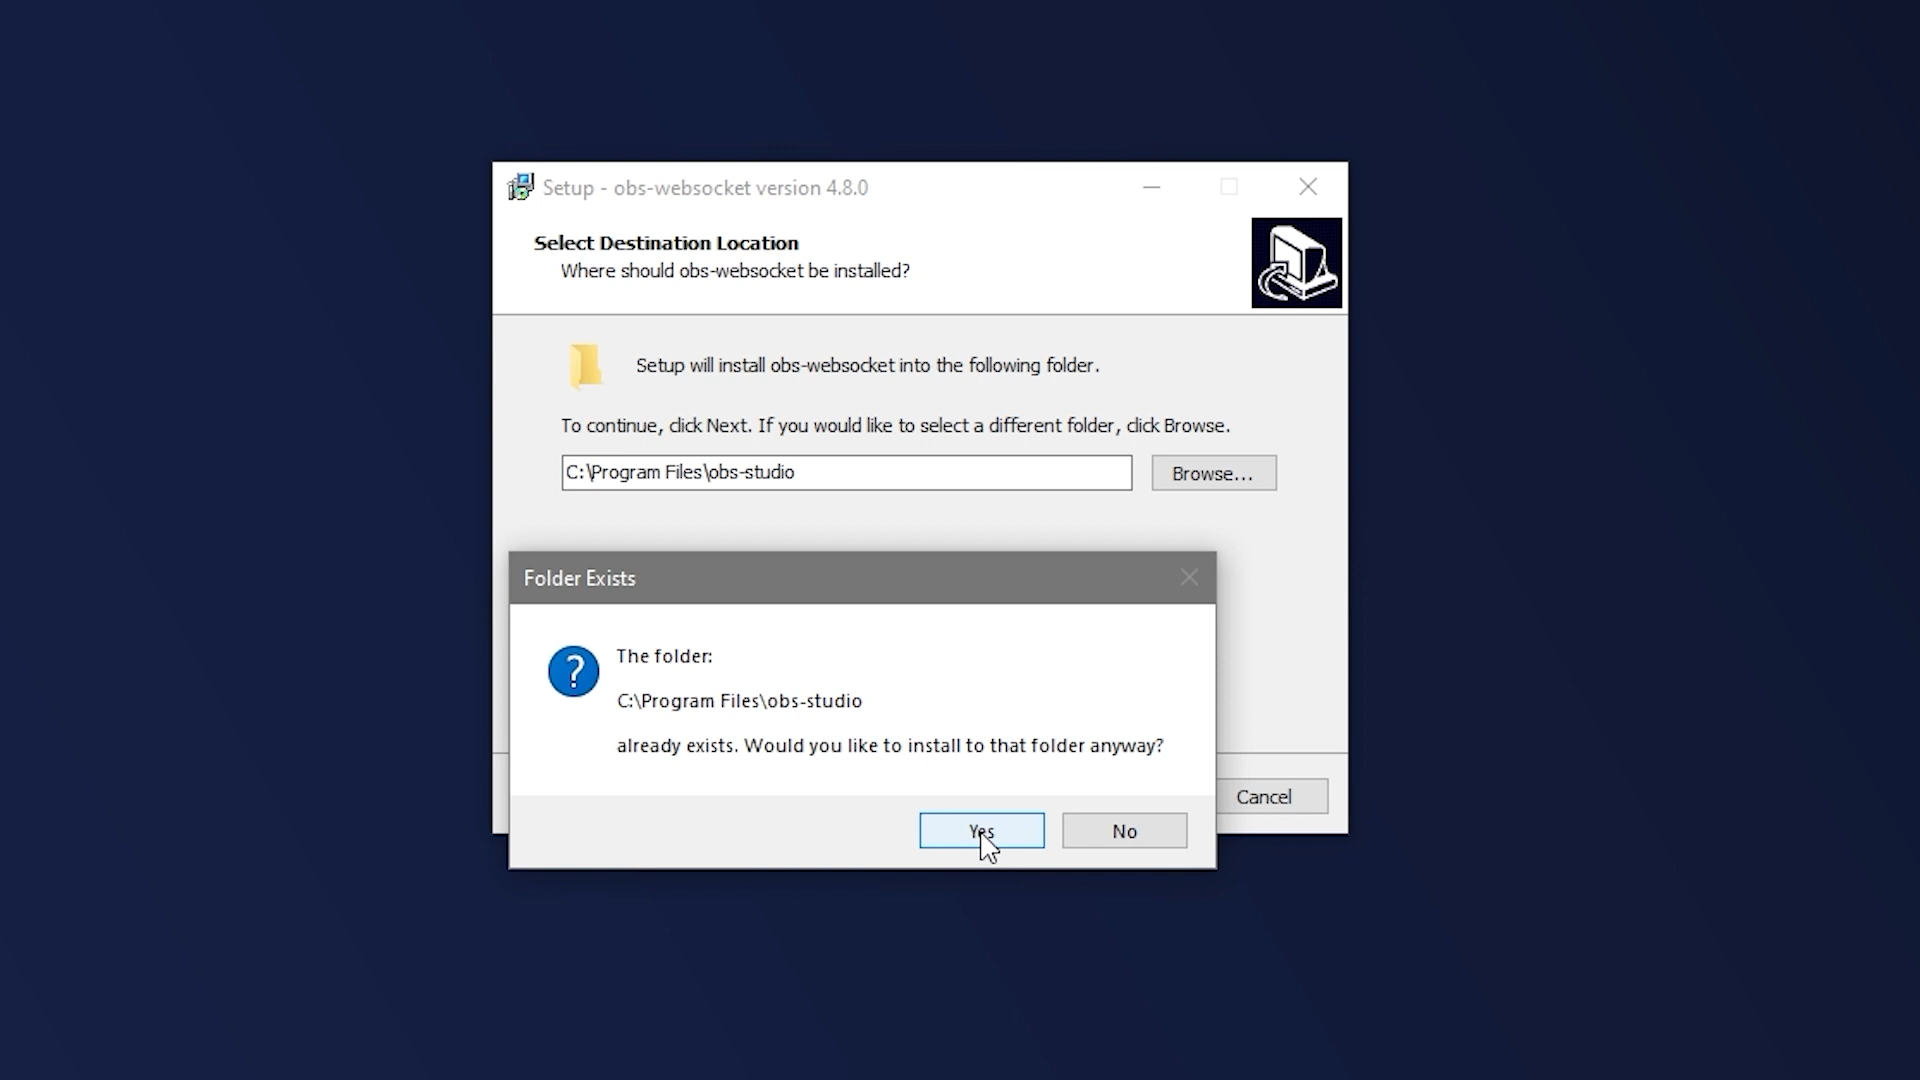 Setup - obs-websocket version 4.8.0
Select Destination Location
Where should obs-websocket be installed?
Setup will install obs-websocket into the following folder.
To continue, click Next. If you would like to select a different folder, click Browse.
C:\Program Files\obs-studio
Browse...
Folder Exists
The folder:
C:\Program Files\obs-studio
already exists. Would you like to install to that folder anyway?
Cancel
Yes
No